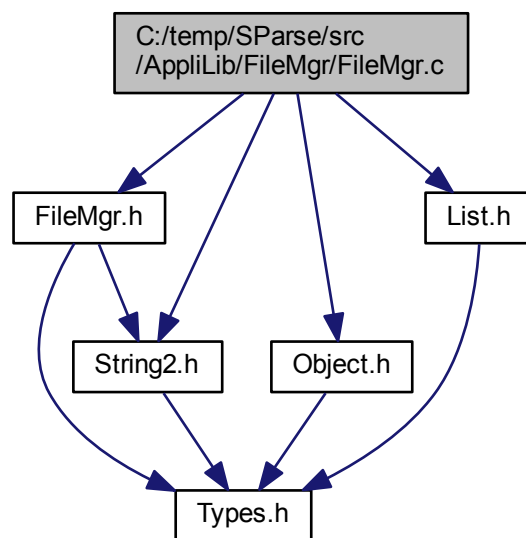 C:/temp/SParse/src
/AppliLib/FileMgr/FileMgr.c
FileMgr.h
List.h
String2.h
Object.h
Types.h